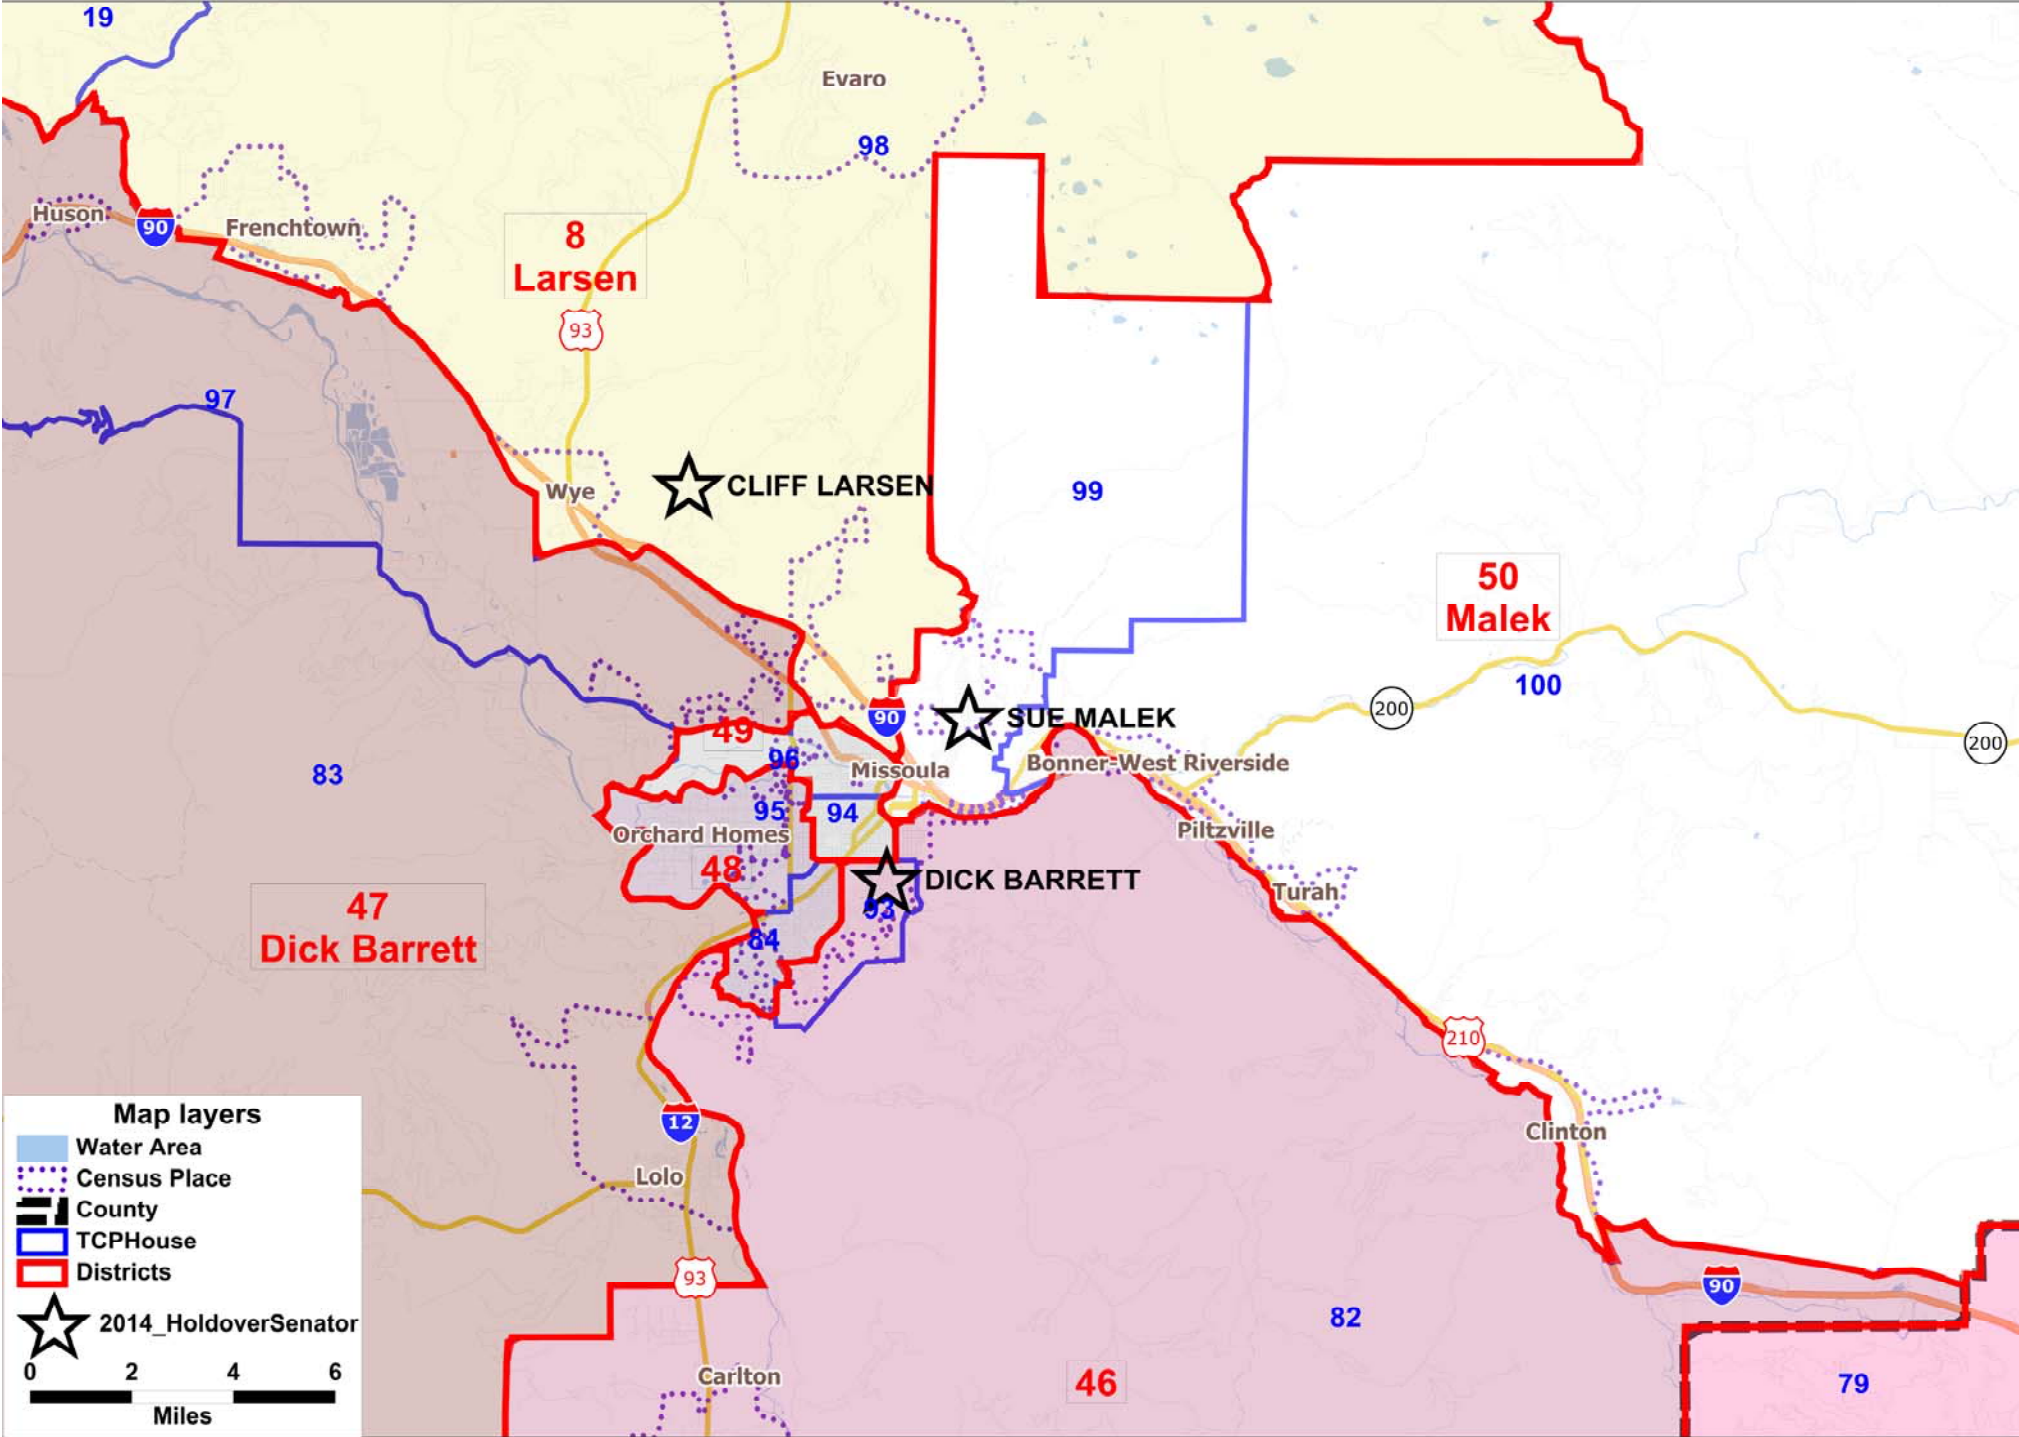 19
Evaro
98
Huson
90
Frenchtown
8
Larsen
93
97
CLIFF LARSEN
99
Wye
50
Malek
100
200
200
90
SUE MALEK
49
96
Missoula
Bonner-West Riverside
83
95
94
Orchard Homes
Piltzville
48
DICK BARRETT
93
Turah
47
Dick Barrett
84
210
12
Clinton
Lolo
93
90
82
Carlton
46
79
Map layers
Water Area
Census Place
County
TCPHouse
Districts
2014_HoldoverSenator
0 2 4 6
Miles